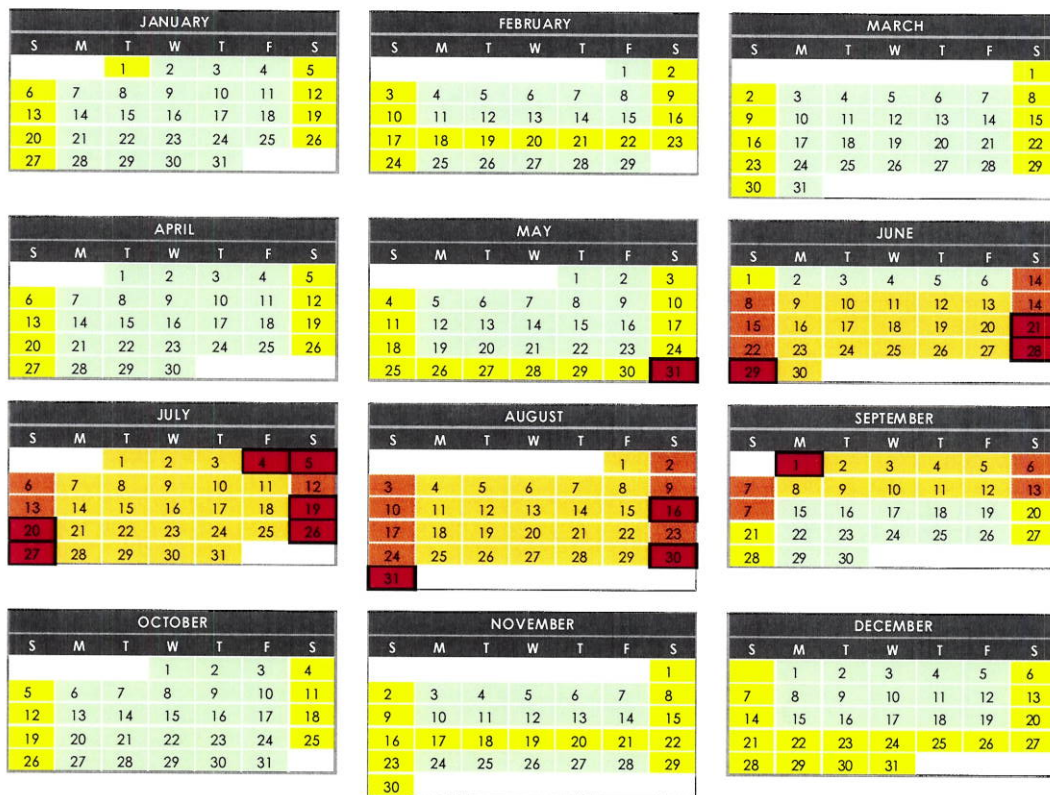 JANUARY
S M T W T F S
1 2 3 4 5
6 7 8 9 10 11 12
13 14 15 16 17 18 19
20 21 22 23 24 25 26
27 28 29 30 31
FEBRUARY
S M T W T F S
1 2
3 4 5 6 7 8 9
10 11 12 13 14 15 16
17 18 19 20 21 22 23
24 25 26 27 28 29
MARCH
S M T W T F S
1
2 3 4 5 6 7 8
9 10 11 12 13 14 15
16 17 18 19 20 21 22
23 24 25 26 27 28 29
30 31
APRIL
S M T W T F S
1 2 3 4 5
6 7 8 9 10 11 12
13 14 15 16 17 18 19
20 21 22 23 24 25 26
27 28 29 30
MAY
S M T W T F S
1 2 3
4 5 6 7 8 9 10
11 12 13 14 15 16 17
18 19 20 21 22 23 24
25 26 27 28 29 30 31
JUNE
S M T W T F S
1 2 3 4 5 6 14
8 9 10 11 12 13 14
15 16 17 18 19 20 21
22 23 24 25 26 27 28
29 30
JULY
S M T W T F S
1 2 3 4 5
6 7 8 9 10 11 12
13 14 15 16 17 18 19
20 21 22 23 24 25 26
27 28 29 30 31
AUGUST
S M T W T F S
1 2
3 4 5 6 7 8 9
10 11 12 13 14 15 16
17 18 19 20 21 22 23
24 25 26 27 28 29 30
31
SEPTEMBER
S M T W T F S
1 2 3 4 5 6
7 8 9 10 11 12 13
7 15 16 17 18 19 20
21 22 23 24 25 26 27
28 29 30
OCTOBER
S M T W T F S
1 2 3 4
5 6 7 8 9 10 11
12 13 14 15 16 17 18
19 20 21 22 23 24 25
26 27 28 29 30 31
NOVEMBER
S M T W T F S
1
2 3 4 5 6 7 8
9 10 11 12 13 14 15
16 17 18 19 20 21 22
23 24 25 26 27 28 29
30
DECEMBER
S M T W T F S
1 2 3 4 5 6
7 8 9 10 11 12 13
14 15 16 17 18 19 20
21 22 23 24 25 26 27
28 29 30 31